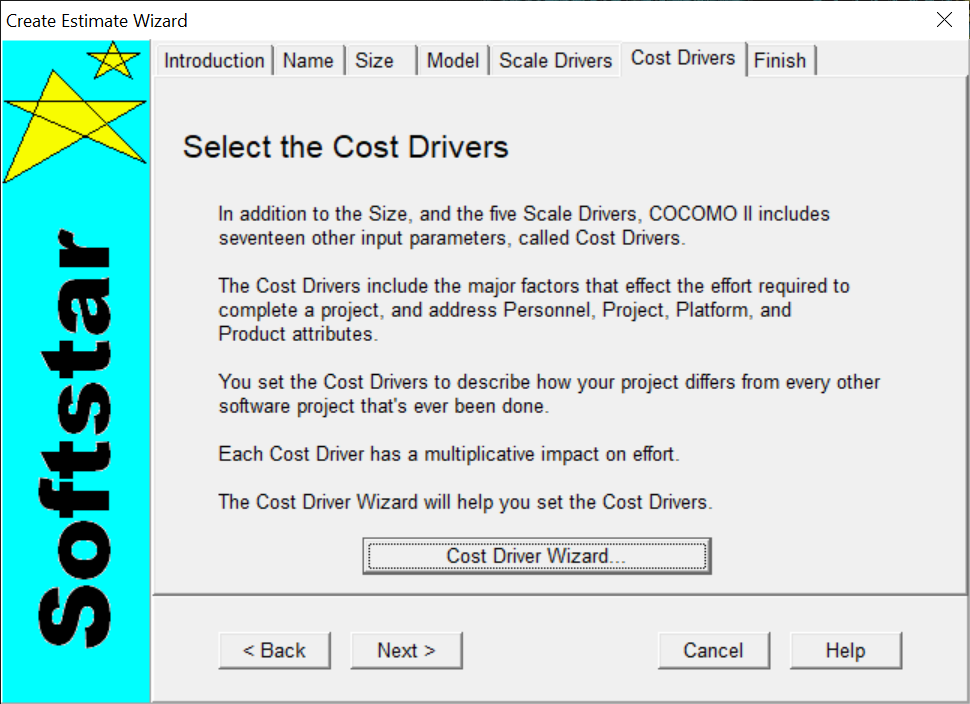 Create Estimate Wizard
Introduction
Name
Size
Model
Scale Drivers
Cost Drivers
Finish
Softstar
Select the Cost Drivers
In addition to the Size, and the five Scale Drivers, COCOMO II includes
seventeen other input parameters, called Cost Drivers.
The Cost Drivers include the major factors that effect the effort required to
complete a project, and address Personnel, Project, Platform, and
Product attributes.
You set the Cost Drivers to describe how your project differs from every other
software project that's ever been done.
Each Cost Driver has a multiplicative impact on effort.
The Cost Driver Wizard will help you set the Cost Drivers.
Cost Driver Wizard...
< Back
Next >
Cancel
Help